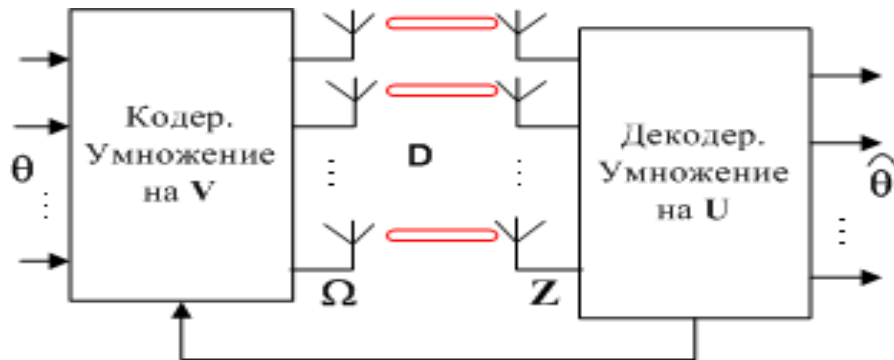 Кодер.
Умножение
на V
θ
⋮
⋮
D
⋮
Ω
Z
Декодер.
Умножение
на U
θ̂
⋮